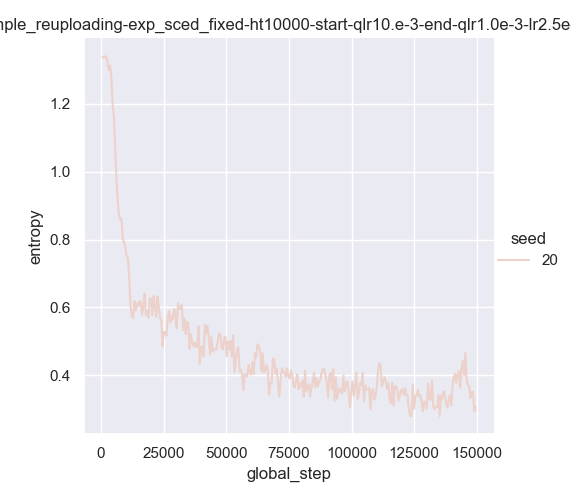 mple_reuploading-exp_sced_fixed-ht10000-start-qlr10.e-3-end-qlr1.0e-3-lr2.5e
1.2
1.0
0.8
0.6
0.4
entropy
0 25000 50000 75000 100000 125000 150000
global_step
seed
20